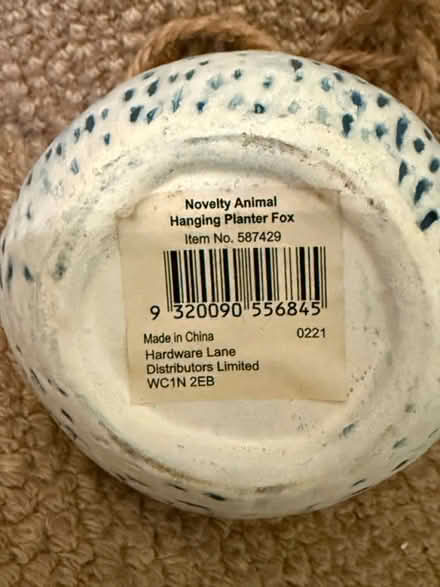 Novelty Animal
Hanging Planter Fox
Item No. 587429
9 320090 556845
Made in China 0221
Hardware Lane
Distributors Limited
WC1N 2EB